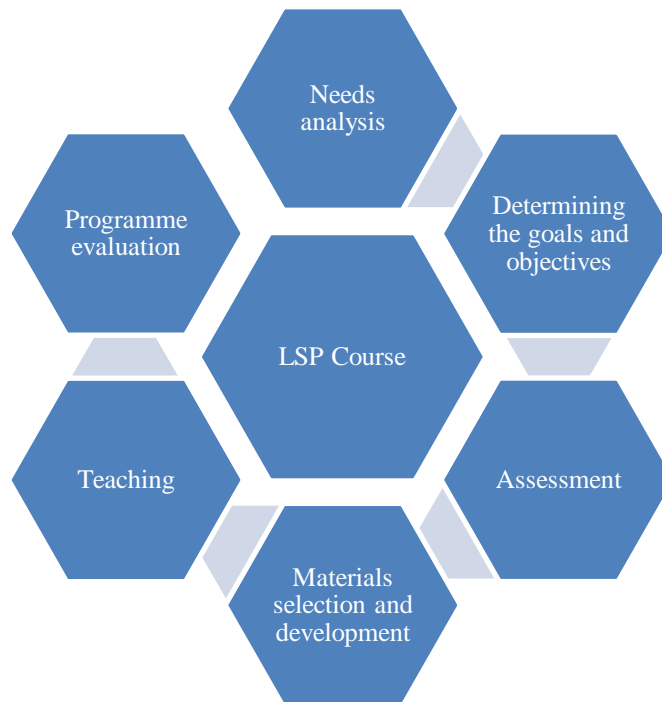 Needs
analysis
Determining
the goals and
objectives
Assessment
Materials
selection and
development
Teaching
Programme
evaluation
LSP Course